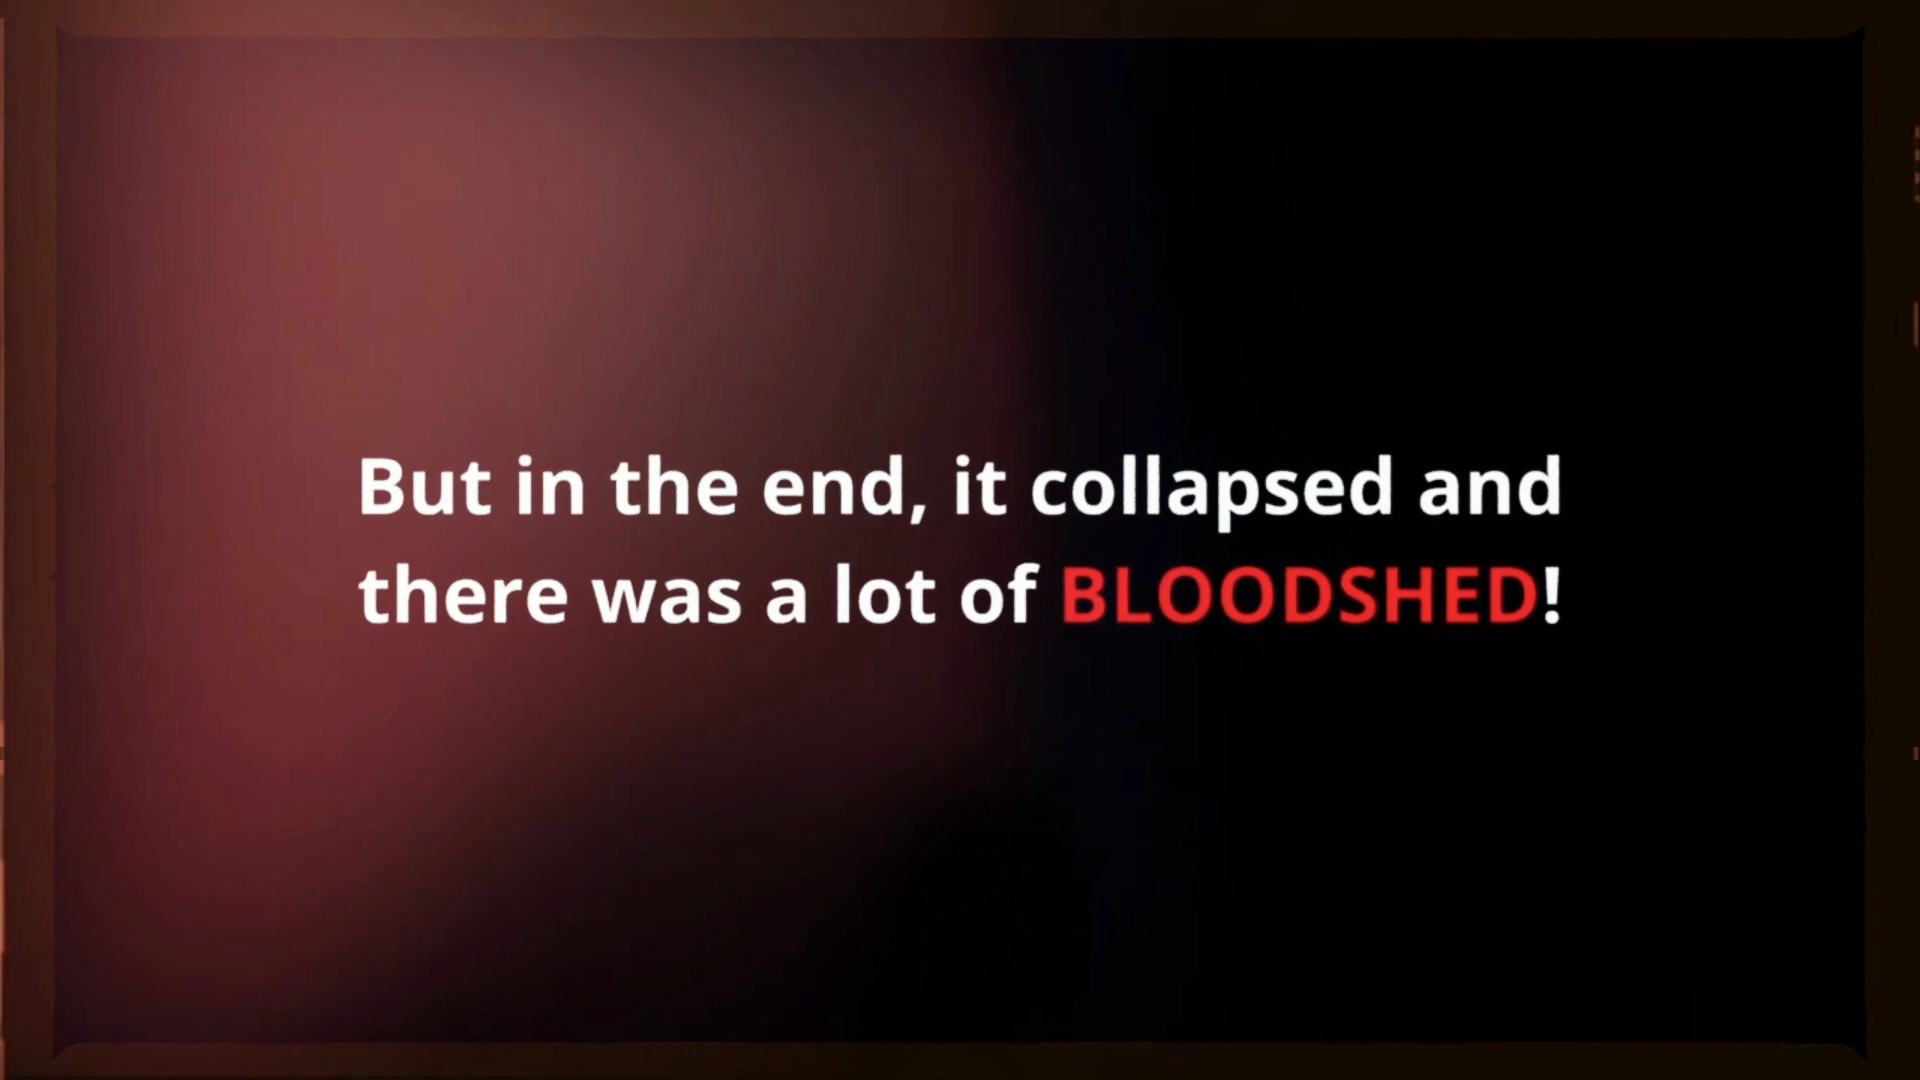 But in the end, it collapsed and
there was a lot of BLOODSHED!